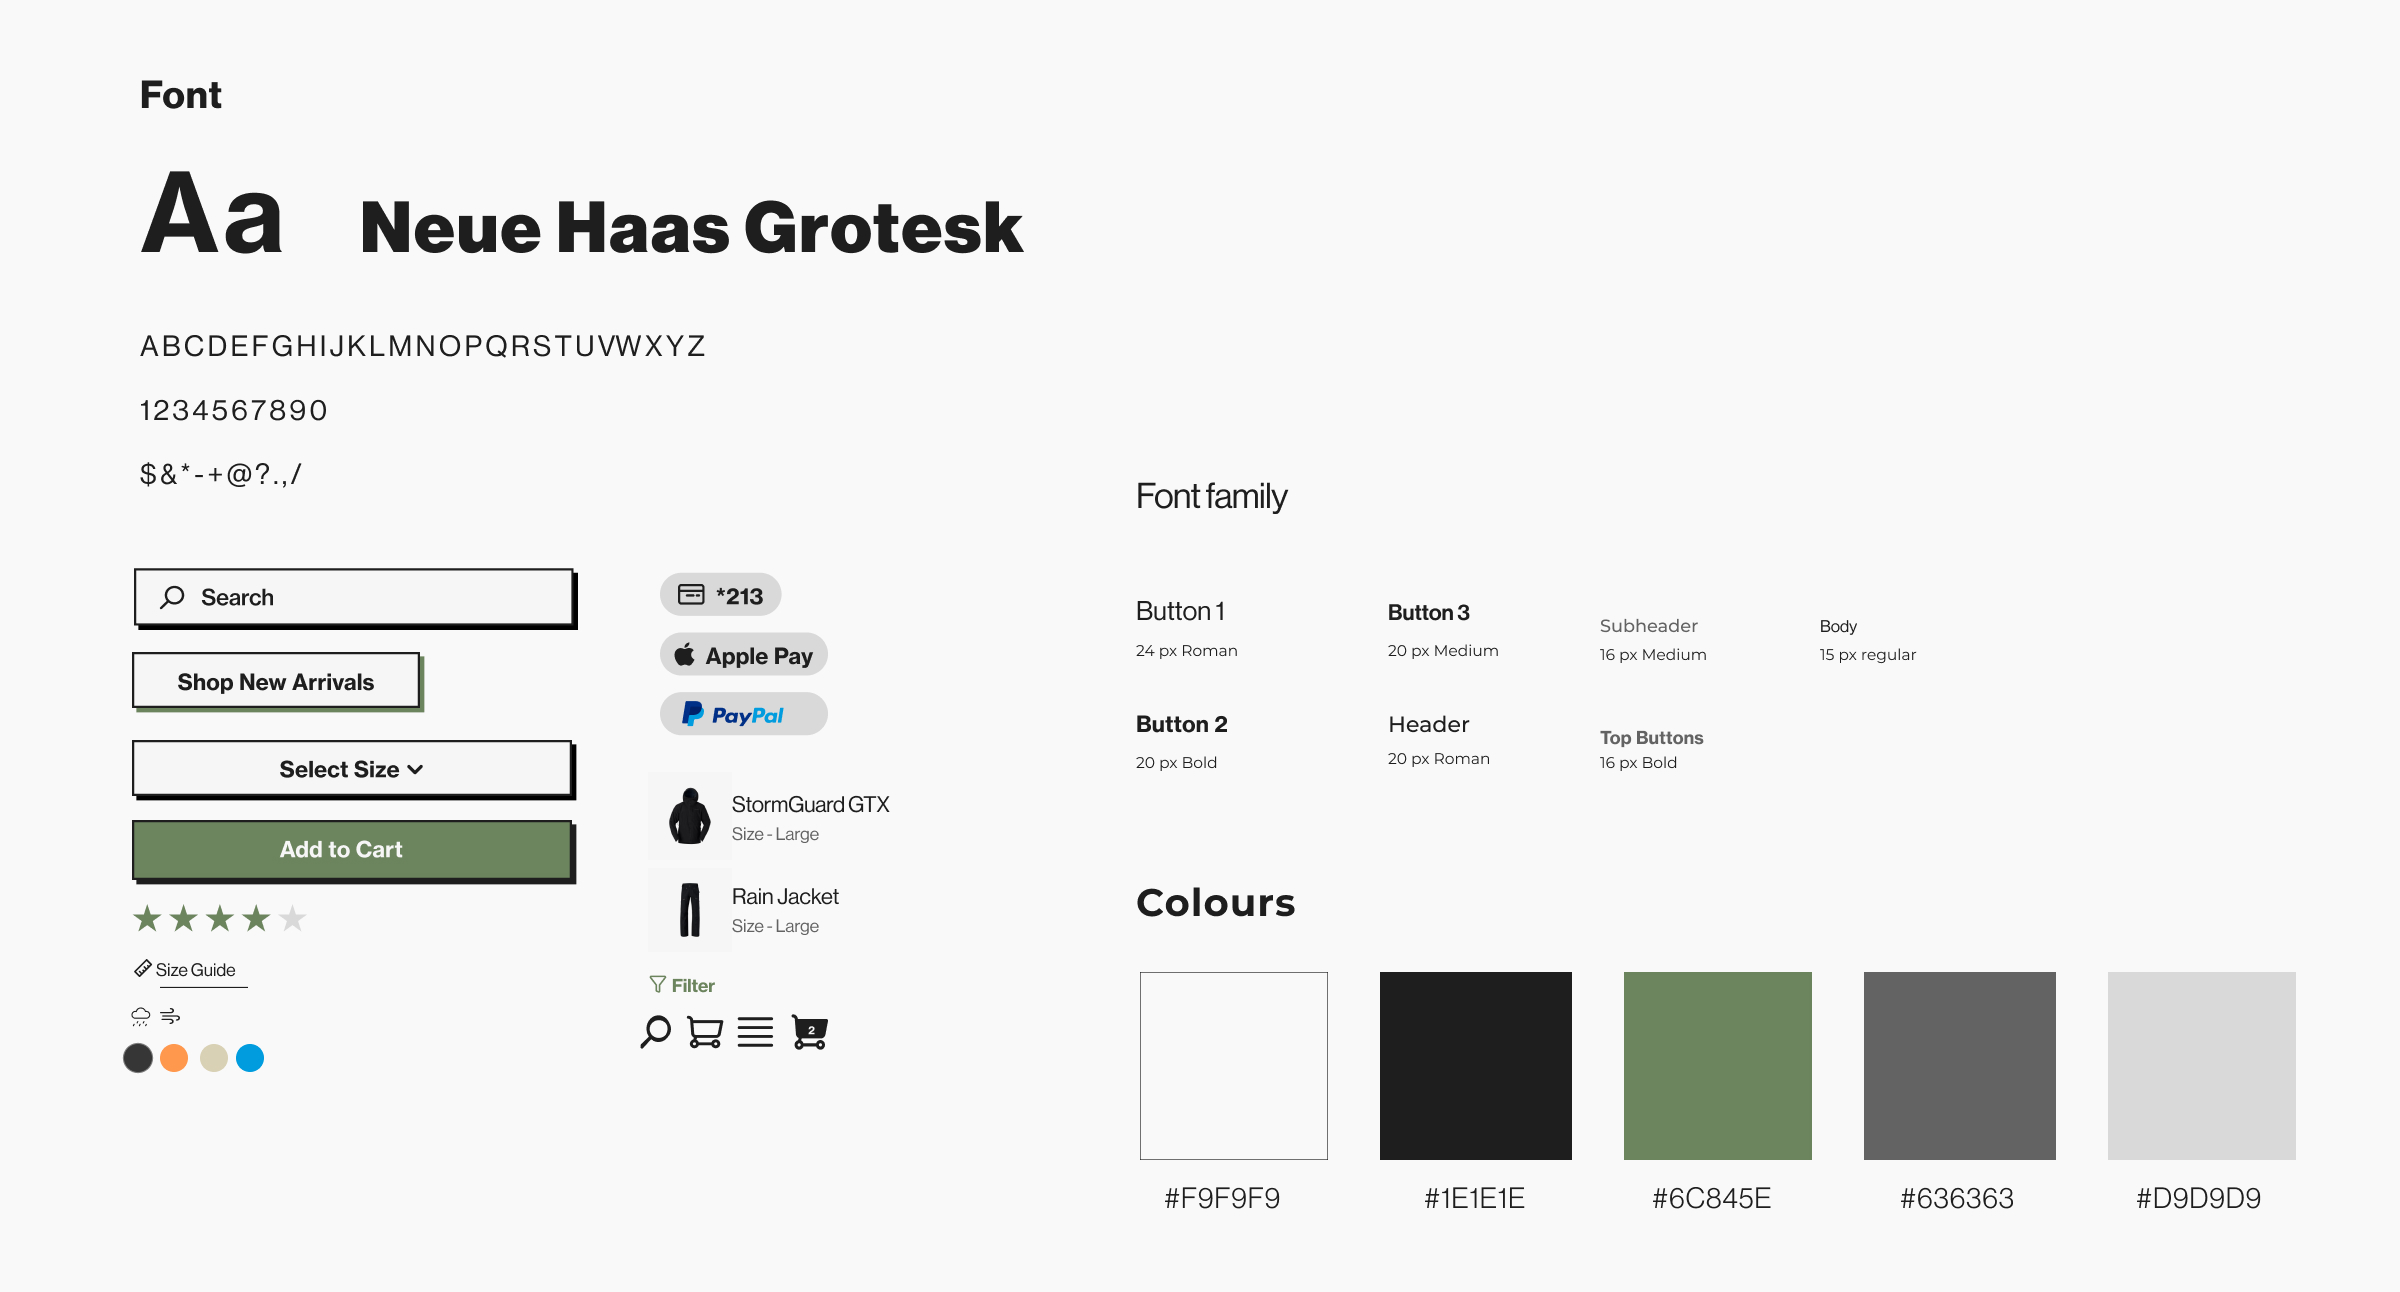 Font
Aa
Neue Haas Grotesk
ABCDEFGHIJKLMNOPQRSTUVWXYZ
1234567890
$&*-+@?.,/
Search
Shop New Arrivals
Select Size
Add to Cart
Size Guide
*213
Apple Pay
PayPal
StormGuard GTX
Size - Large
Rain Jacket
Size - Large
Filter
2
Font family
Button 1
24 px Roman
Button 3
20 px Medium
Subheader
16 px Medium
Body
15 px regular
Button 2
20 px Bold
Header
20 px Roman
Top Buttons
16 px Bold
Colours
#F9F9F9
#1E1E1E
#6C845E
#636363
#D9D9D9